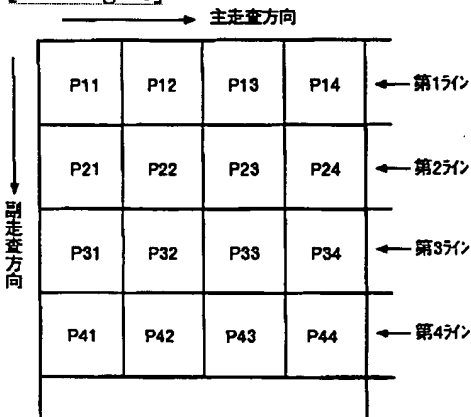 主走査方向
P11 P12 P13 P14 第1ライン
P21 P22 P23 P24 第2ライン
副走査方向
P31 P32 P33 P34 第3ライン
P41 P42 P43 P44 第4ライン